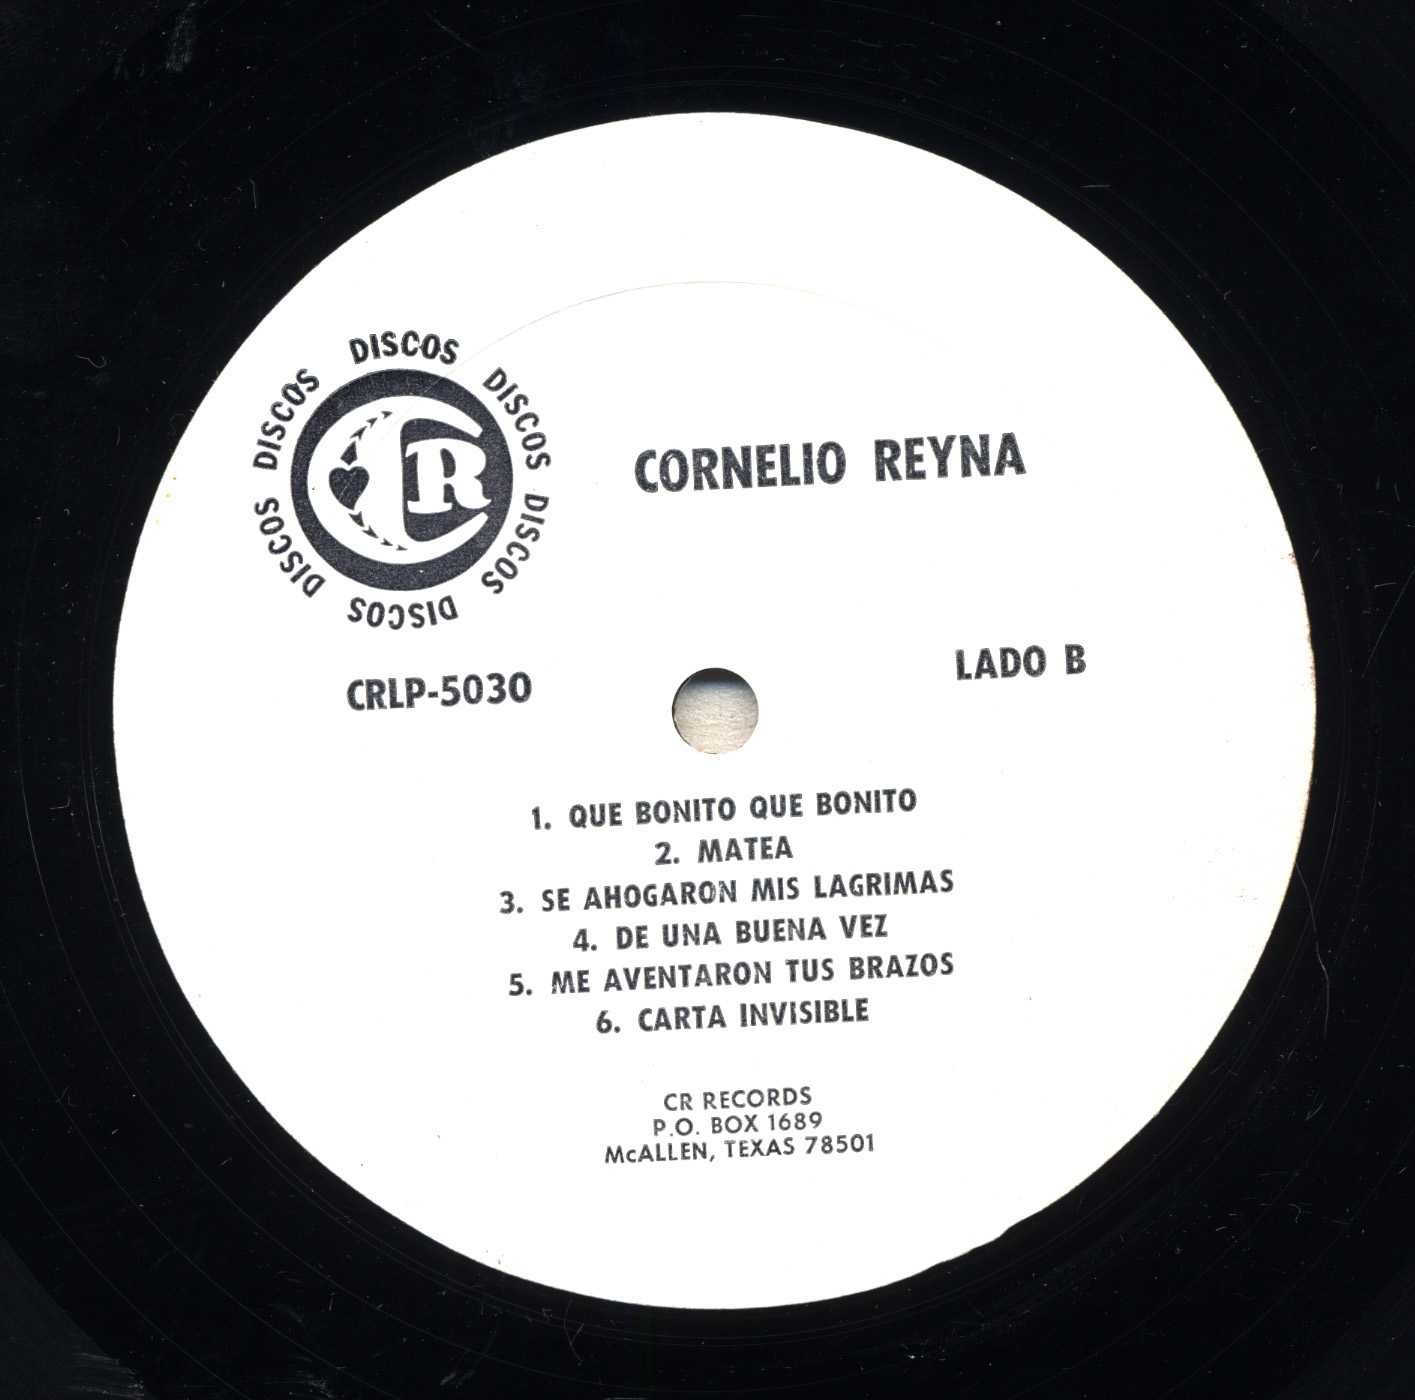 DISCOS DISCOS DISCOS DISCOS DISCOS DISCOS
CR
CORNELIO REYNA
CRLP-5030
LADO B
1. QUE BONITO QUE BONITO
2. MATEA
3. SE AHOGARON MIS LAGRIMAS
4. DE UNA BUENA VEZ
5. ME AVENTARON TUS BRAZOS
6. CARTA INVISIBLE
CR RECORDS
P.O. BOX 1689
McALLEN, TEXAS 78501